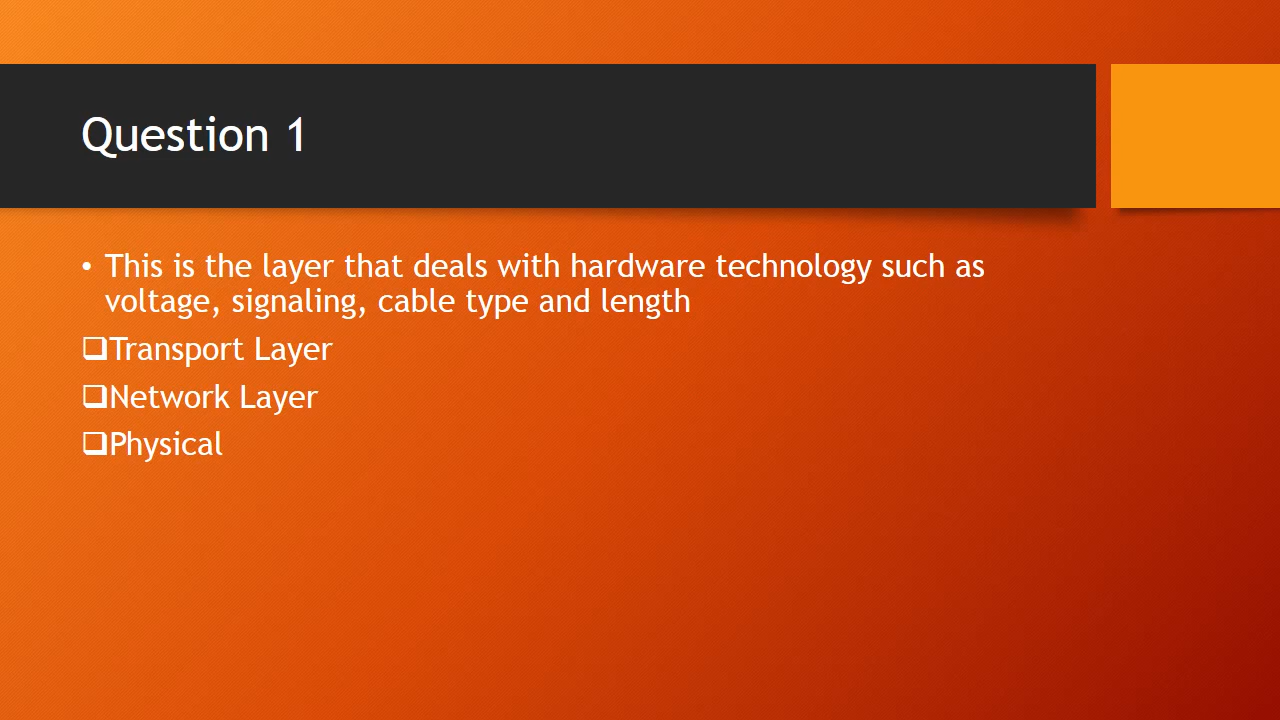 Question 1
• This is the layer that deals with hardware technology such as
voltage, signaling, cable type and length
❑Transport Layer
❑Network Layer
❑Physical